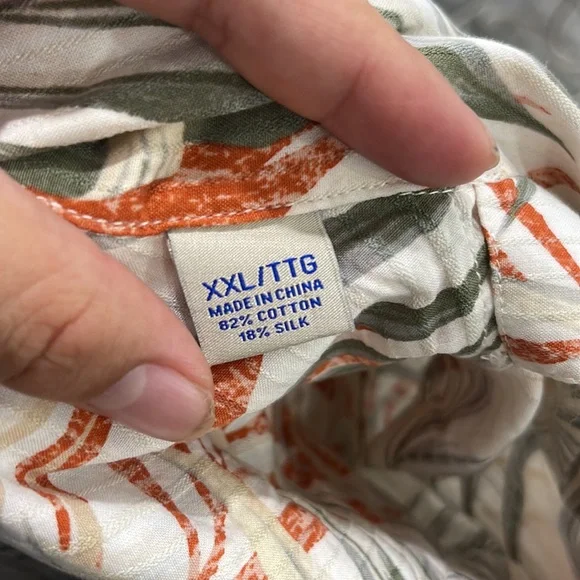 XXL/TTG
MADE IN CHINA
82% COTTON
18% SILK